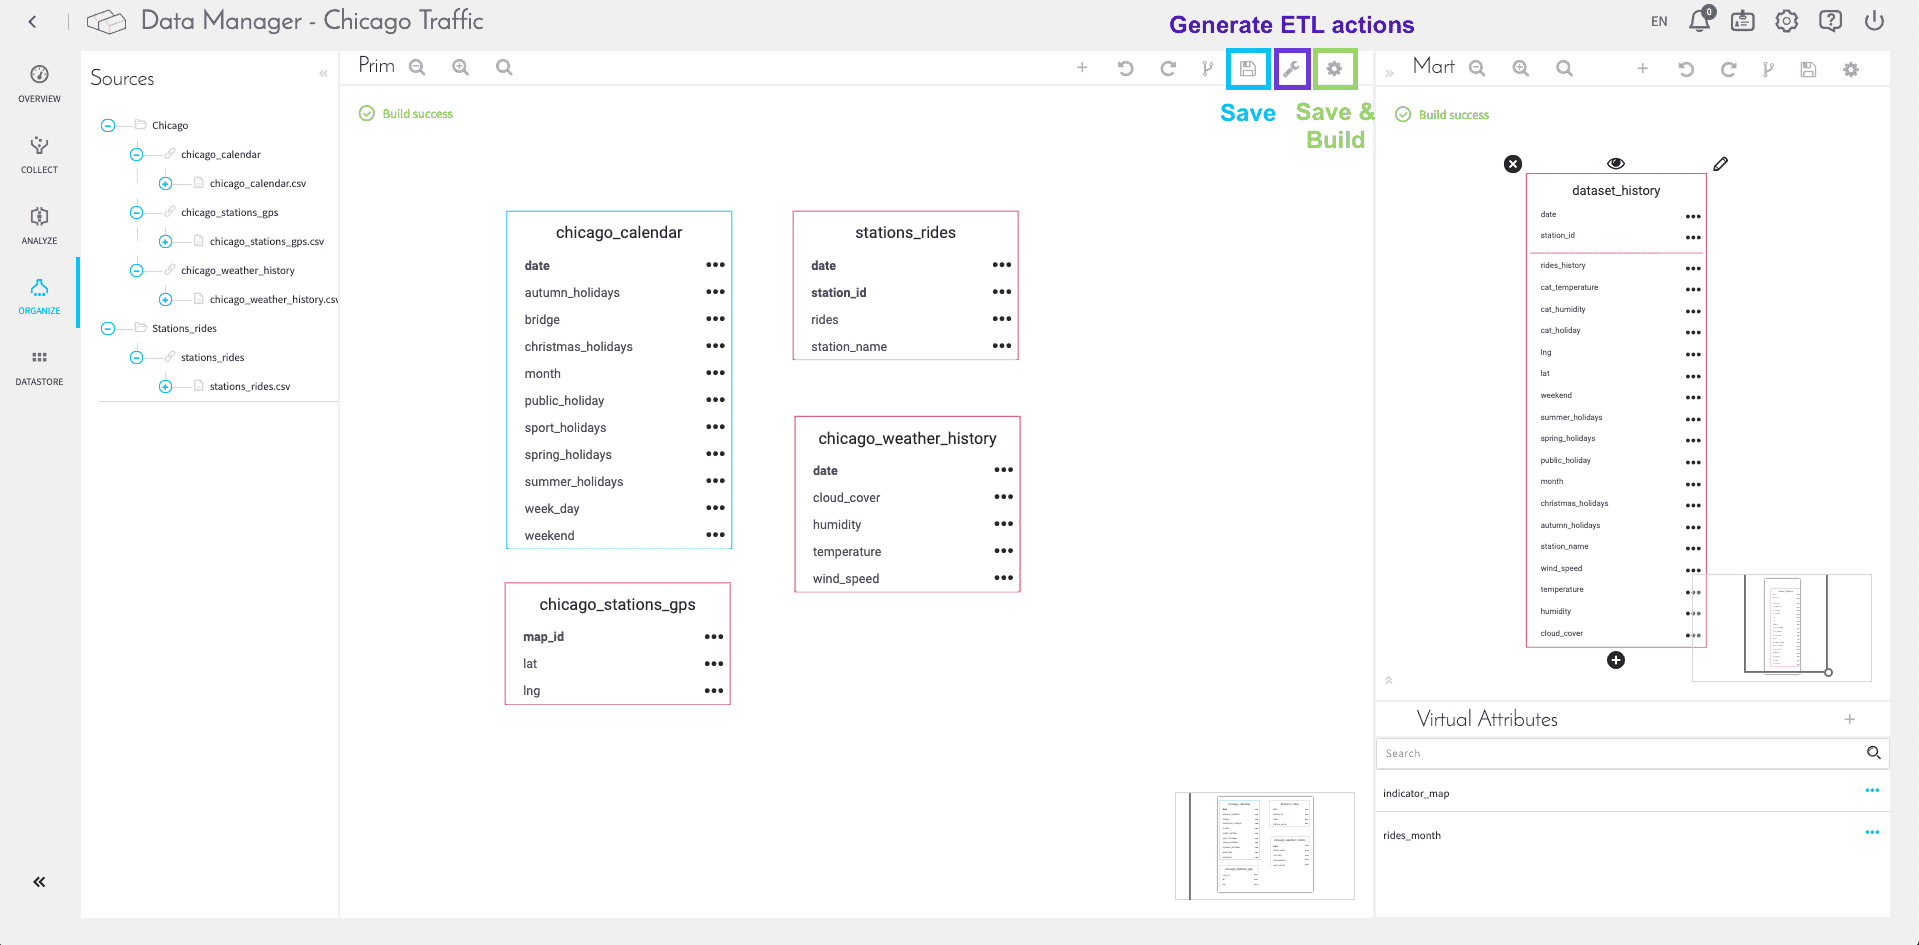 Data Manager - Chicago Traffic
Generate ETL actions
EN
0
OVERVIEW
COLLECT
ANALYZE
ORGANIZE
DATASTORE
Sources
Chicago
chicago_calendar
chicago_calendar.csv
chicago_stations_gps
chicago_stations_gps.csv
chicago_weather_history
chicago_weather_history.csv
Stations_rides
stations_rides
stations_rides.csv
Prim
Build success
Save
Save &
Build
chicago_calendar
date
autumn_holidays
bridge
christmas_holidays
month
public_holiday
sport_holidays
spring_holidays
summer_holidays
week_day
weekend
stations_rides
date
station_id
rides
station_name
chicago_weather_history
date
cloud_cover
humidity
temperature
wind_speed
chicago_stations_gps
map_id
lat
lng
Mart
Build success
dataset_history
date
station_id
rides_history
cat_temperature
cat_humidity
cat_holiday
lng
lat
weekend
summer_holidays
spring_holidays
public_holiday
month
christmas_holidays
autumn_holidays
station_name
wind_speed
temperature
humidity
cloud_cover
Virtual Attributes
Search
indicator_map
rides_month